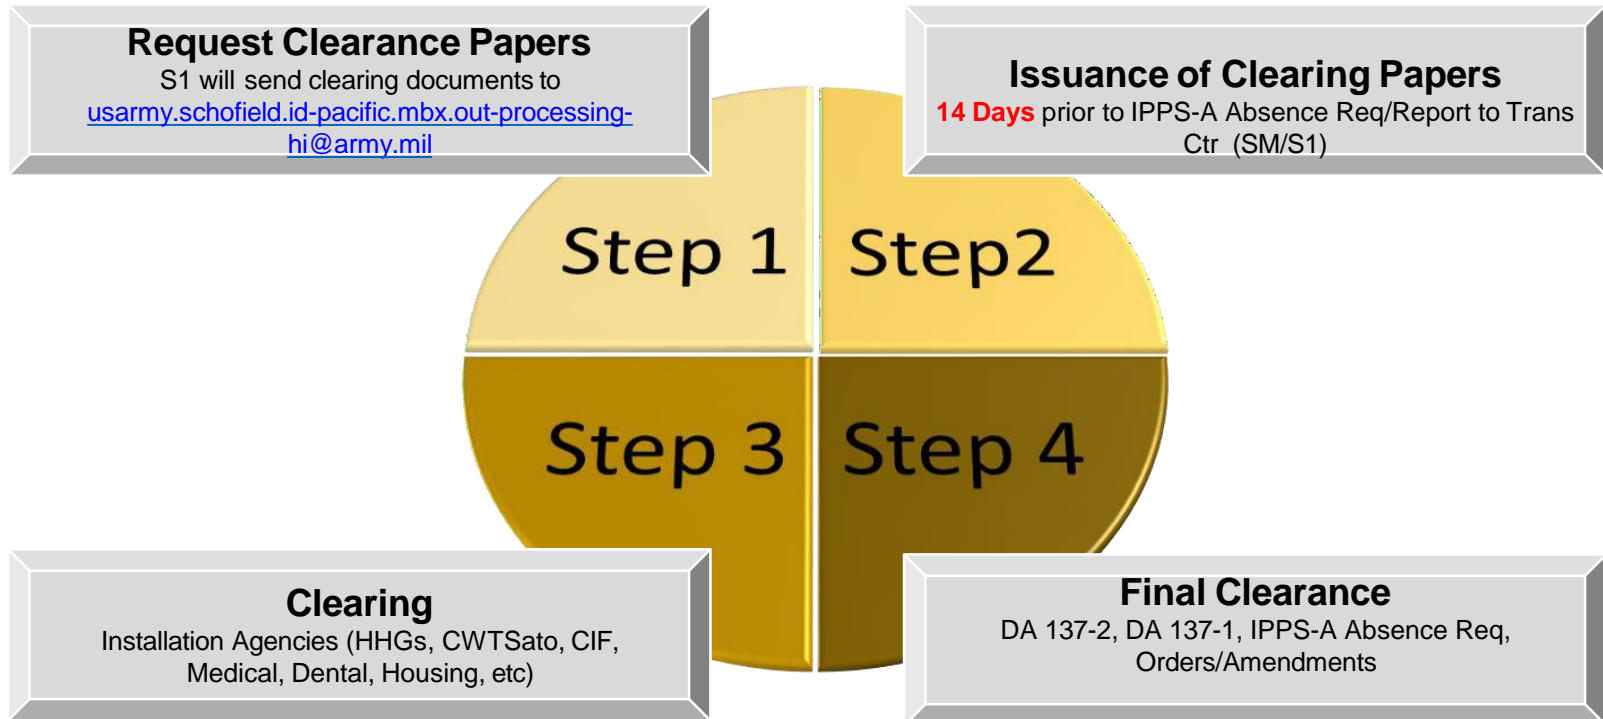 Request Clearance Papers
S1 will send clearing documents to
usarmy.schofield.id-pacific.mbx.out-processing-
hi@army.mil
Issuance of Clearing Papers
14 Days prior to IPPS-A Absence Req/Report to Trans
Ctr (SM/S1)
Step 1
Step2
Step 3
Step 4
Clearing
Installation Agencies (HHGs, CWTSato, CIF,
Medical, Dental, Housing, etc)
Final Clearance
DA 137-2, DA 137-1, IPPS-A Absence Req,
Orders/Amendments